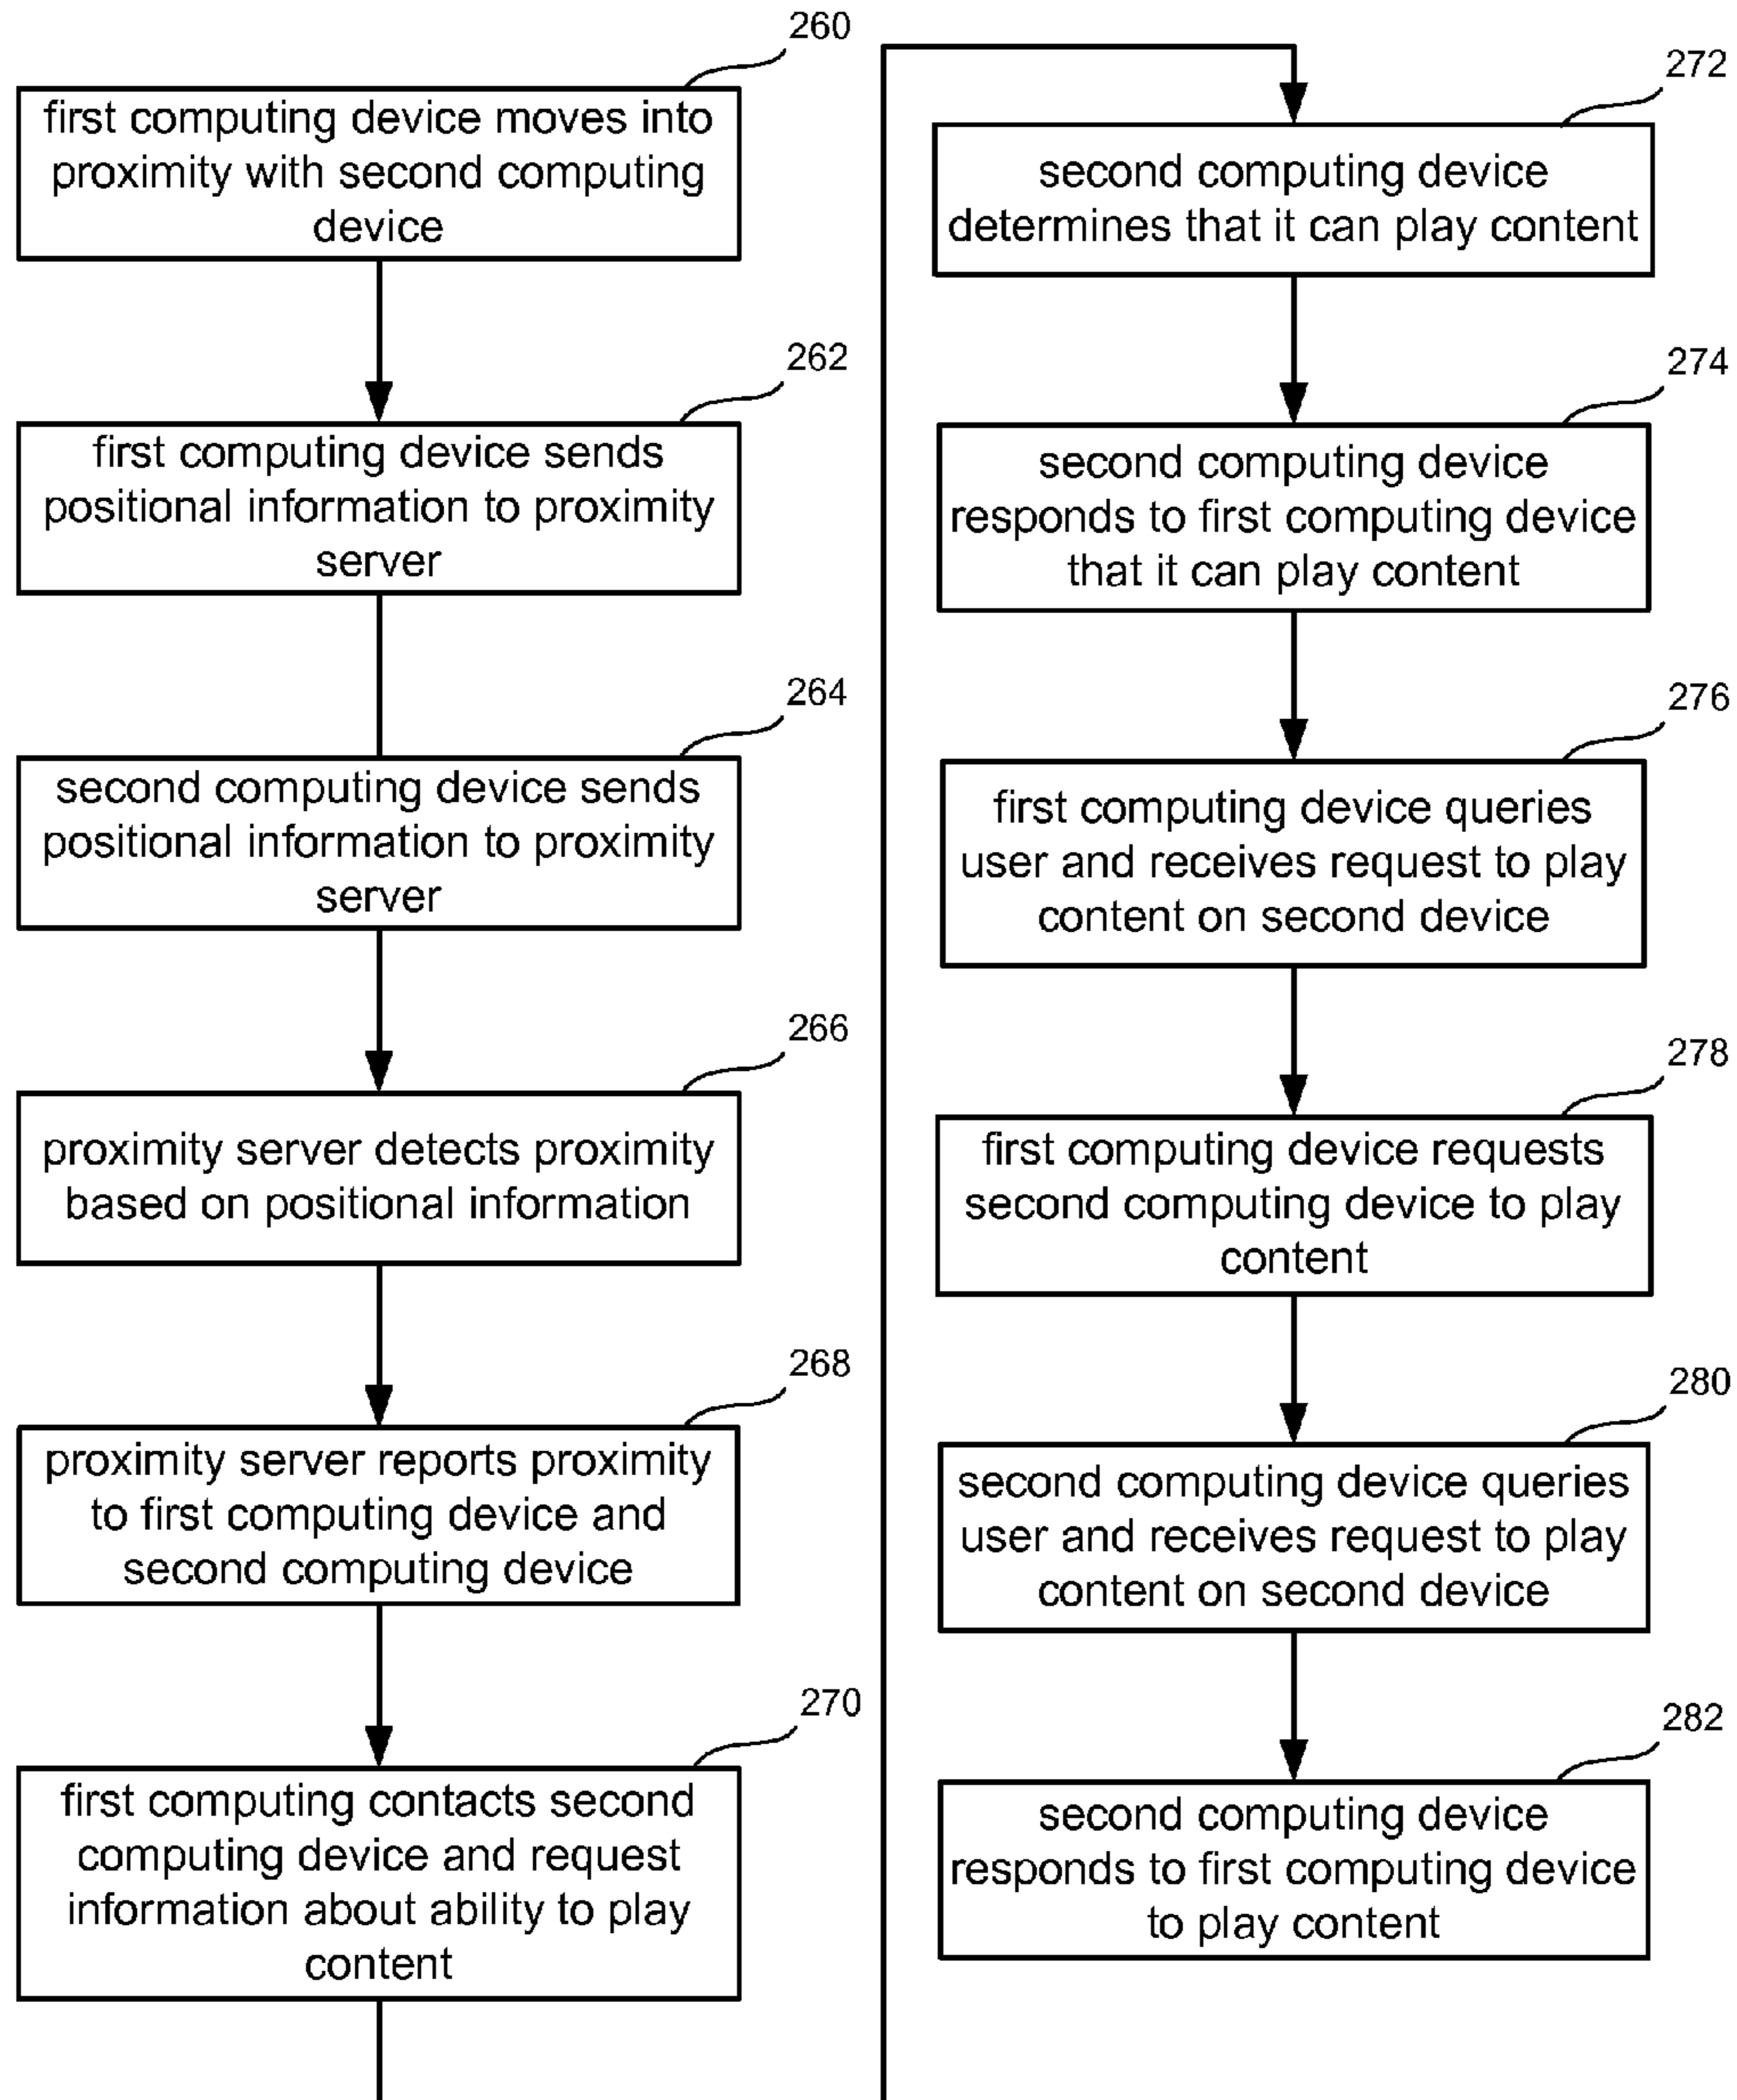 260
first computing device moves into
proximity with second computing
device
262
first computing device sends
positional information to proximity
server
264
second computing device sends
positional information to proximity
server
266
proximity server detects proximity
based on positional information
268
proximity server reports proximity
to first computing device and
second computing device
270
first computing contacts second
computing device and request
information about ability to play
content
272
second computing device
determines that it can play content
274
second computing device
responds to first computing device
that it can play content
276
first computing device queries
user and receives request to play
content on second device
278
first computing device requests
second computing device to play
content
280
second computing device queries
user and receives request to play
content on second device
282
second computing device
responds to first computing device
to play content